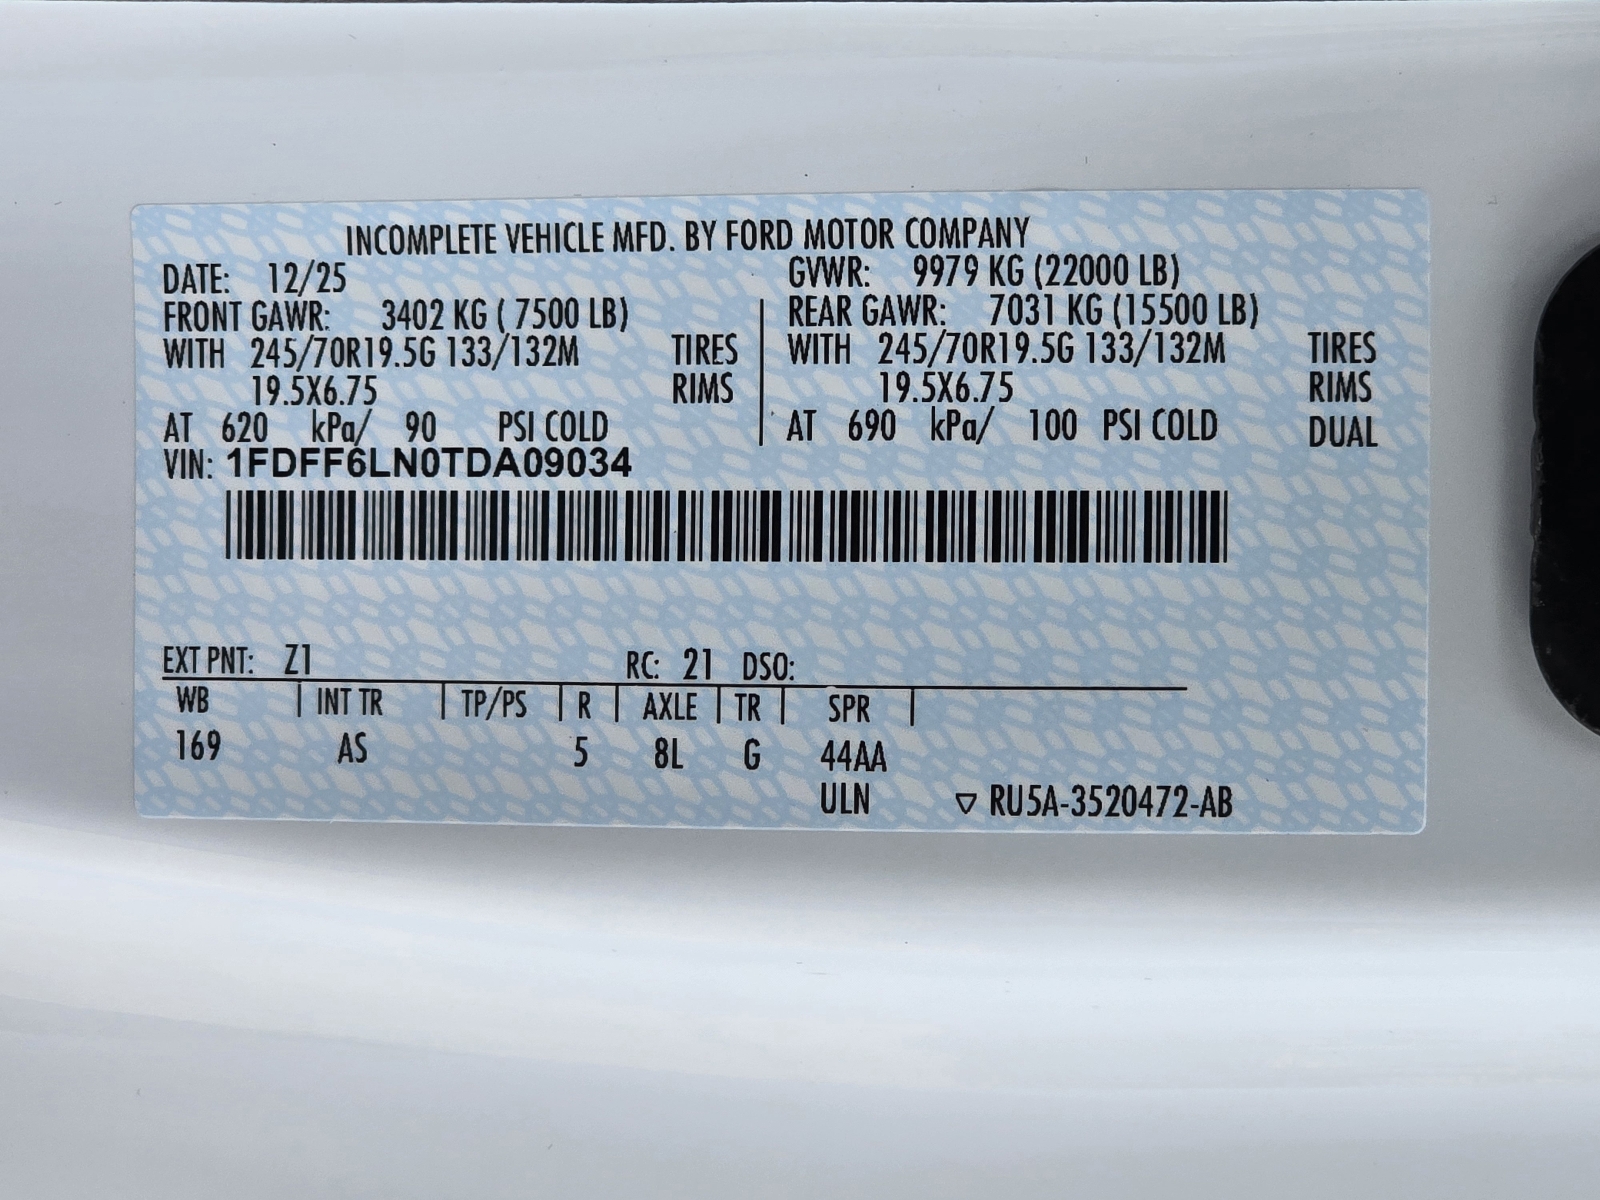 INCOMPLETE VEHICLE MFD. BY FORD MOTOR COMPANY
DATE: 12/25 GVWR: 9979 KG (22000 LB)
FRONT GAWR: 3402 KG ( 7500 LB) REAR GAWR: 7031 KG (15500 LB)
WITH 245/70R19.5G 133/132M TIRES WITH 245/70R19.5G 133/132M TIRES
19.5X6.75 RIMS 19.5X6.75 RIMS
AT 620 kPa/ 90 PSI COLD AT 690 kPa/ 100 PSI COLD DUAL
VIN: 1FDFF6LN0TDA09034
EXT PNT: Z1 RC: 21 DSO:
WB INT TR TP/PS R AXLE TR SPR
169 AS 5 8L G 44AA
ULN ▽ RU5A-3520472-AB